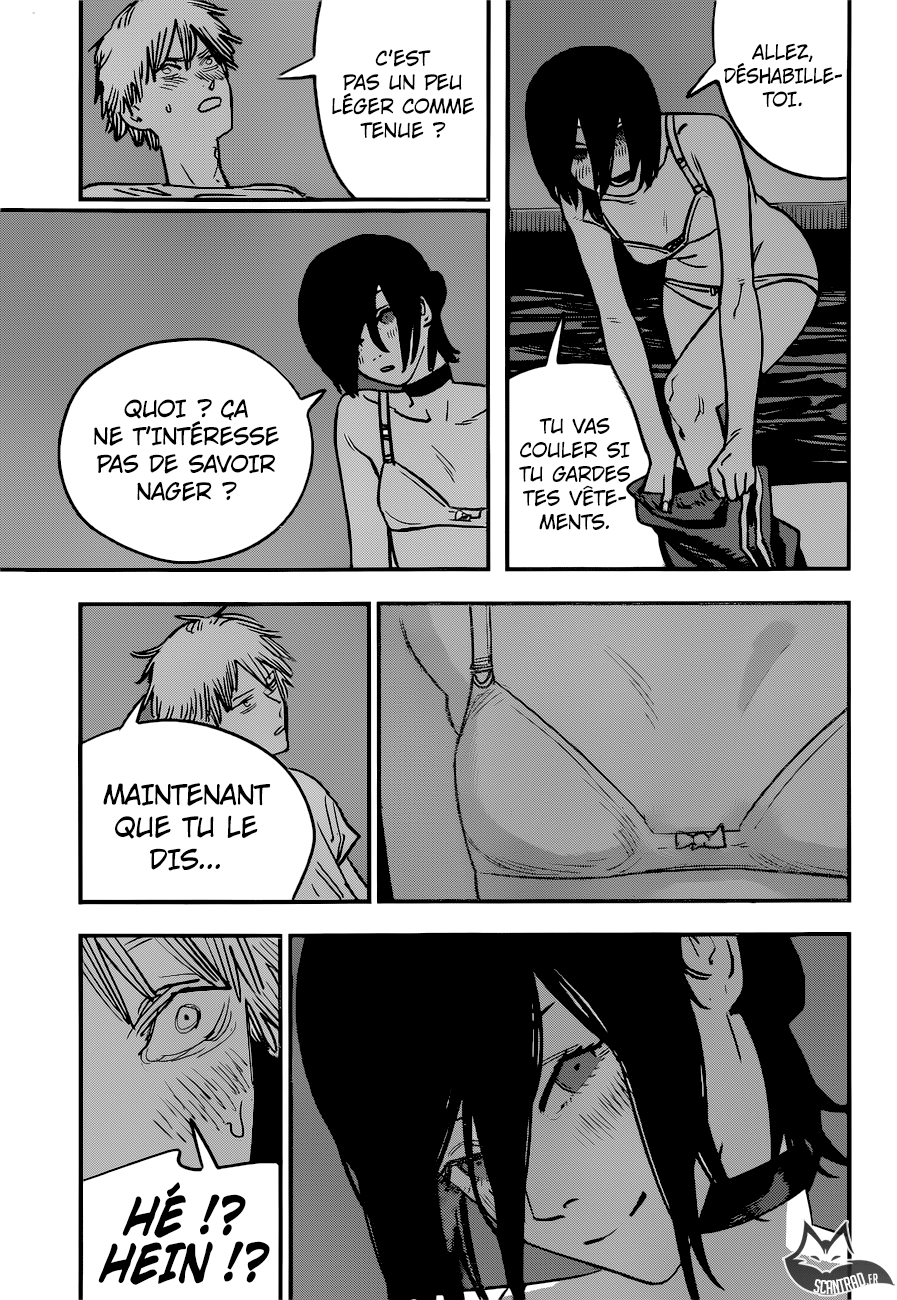 ALLEZ,
DÉSHABILLE-
TOI.
TU VAS
COULER SI
TU GARDES
TES VÊTE-
MENTS.
C'EST
PAS UN PEU
LÉGER COMME
TENUE ?
QUOI ? ÇA
NE T'INTÉRESSE
PAS DE SAVOIR
NAGER ?
MAINTENANT
QUE TU LE
DIS...
HÉ !?
HEIN !?
SCANTRAD.FR